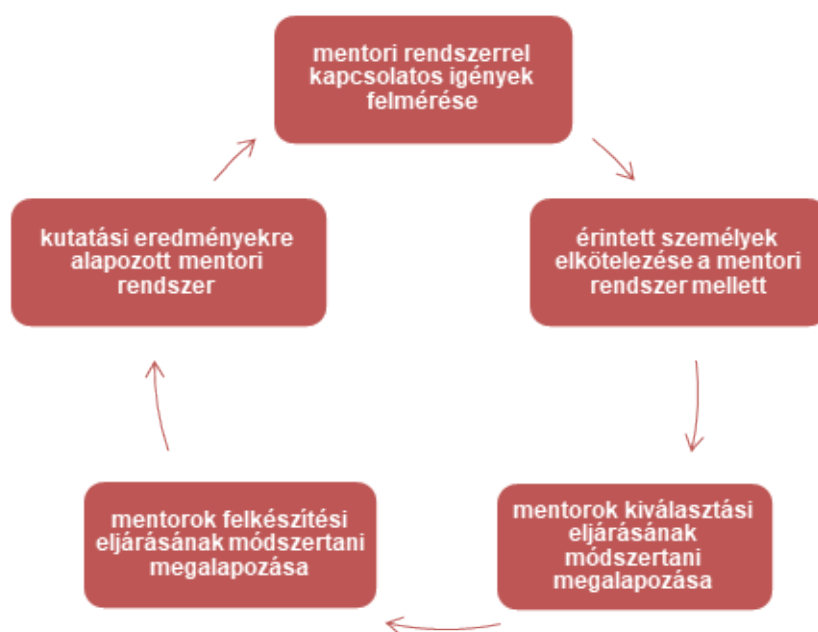 mentori rendszerrel
kapcsolatos igények
felmérése
érintett személyek
elkötelezése a mentori
rendszer mellett
mentorok kiválasztási
eljárásának
módszertani
megalapozása
mentorok felkészítési
eljárásának módszertani
megalapozása
kutatási eredményekre
alapozott mentori
rendszer